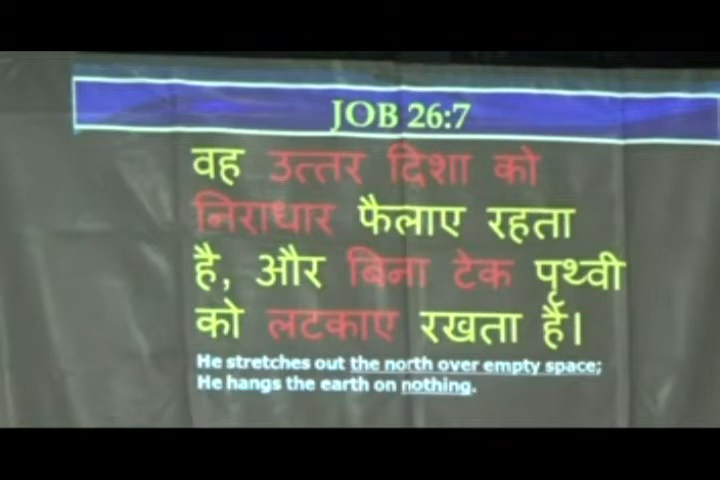 JOB 26:7
वह उत्तर दिशा को
निराधार फैलाए रहता
है, और बिना टेक पृथ्वी
को लटकाए रखता है।
He stretches out the north over empty space;
He hangs the earth on nothing.